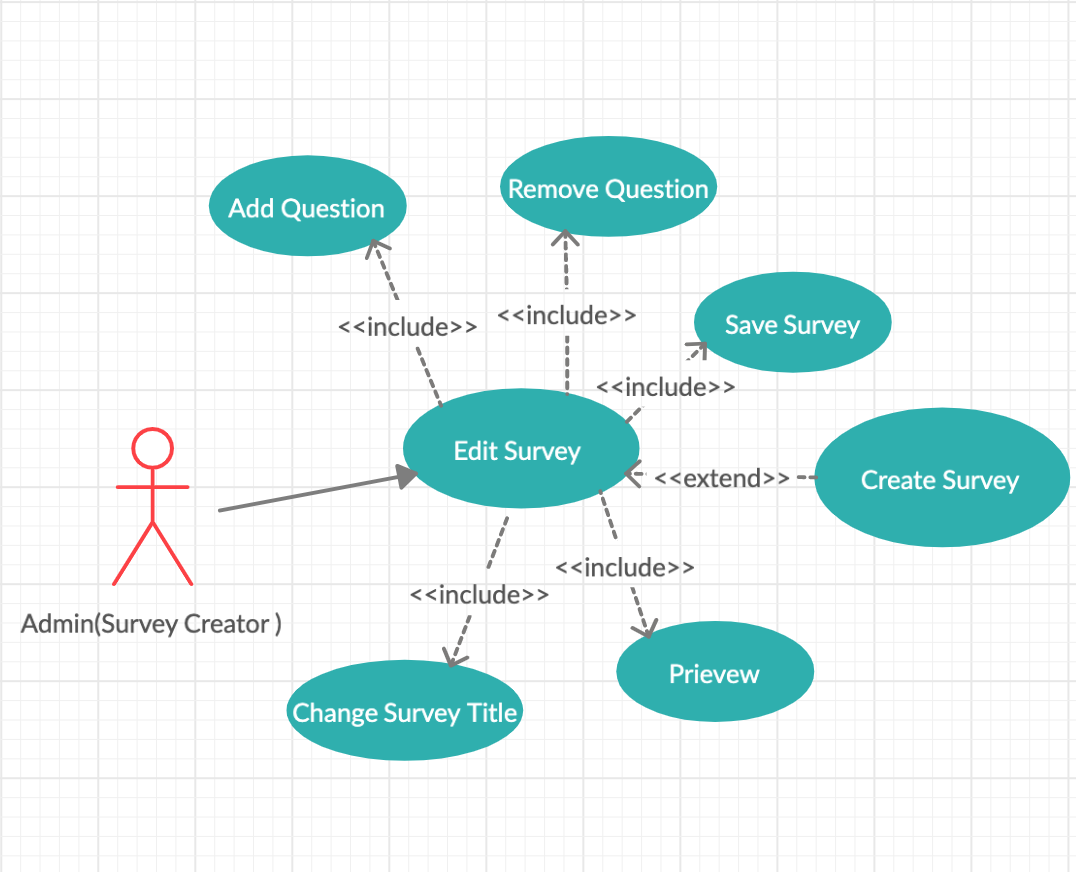 Remove Question
Add Question
<<include>>
<<include>>
Save Survey
<<include>>
Edit Survey
<<extend>>
Create Survey
<<include>>
<<include>>
Admin(Survey Creator )
Prievew
Change Survey Title